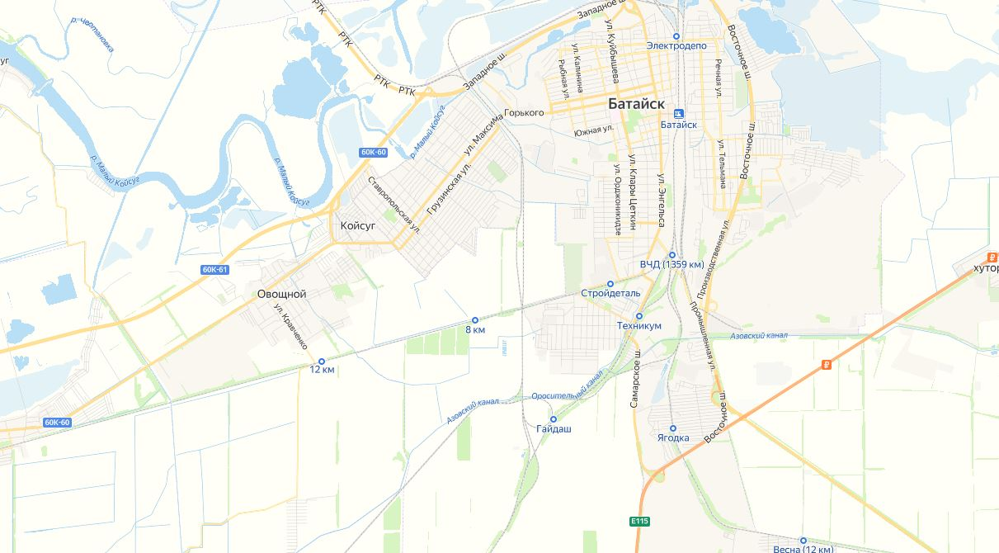 РТК
Западное ш.
р. Чертановка
Восточное ш.
ул. Куйбышева
Электродепо
РТК
уг
ул. Калинина
Рыбная ул.
Речная ул.
Западное ш.
РТК
РТК
Батайск
Горького
Батайск
р. Малый Койсуг
ул. Максима
Южная ул.
Восточное ш.
60К-60
р. Малый Койсуг
р. Малый Койсуг
ул. Тельмана
ул. Клары Цеткин
ул. Орджоникидзе
ул. Энгельса
Грузинская ул.
Ставропольская ул.
Койсуг
Производственная ул.
60К-61
ВЧД (1359 км)
хутор
Овощной
Стройдеталь
ул. Кравченко
Техникум
8 км
Промышленная ул.
Азовский канал
12 км
Самарское ш.
Оросительный канал
Азовский канал
60К-60
Гайдаш
Ягодка
Восточное ш.
Е115
Весна (12 км)